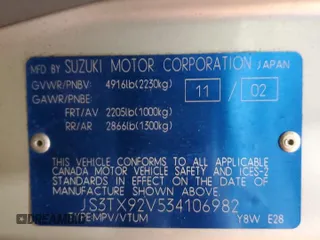 MFD BY SUZUKI MOTOR CORPORATION JAPAN
GVWR/PNBV 4916lb(2230kg)
GAWR/PNBE 11 / 02
FRT/AV 2205lb(1000kg)
RR/AR 2866lb(1300kg)
THIS VEHICLE CONFORMS TO ALL APPLICABLE
CANADA MOTOR VEHICLE SAFETY AND ICES-2
STANDARDS IN EFFECT ON THE DATE OF
MANUFACTURE SHOWN ABOVE.
JS3TX92V534106982
TYPE:MPV/VTUM Y8W E28